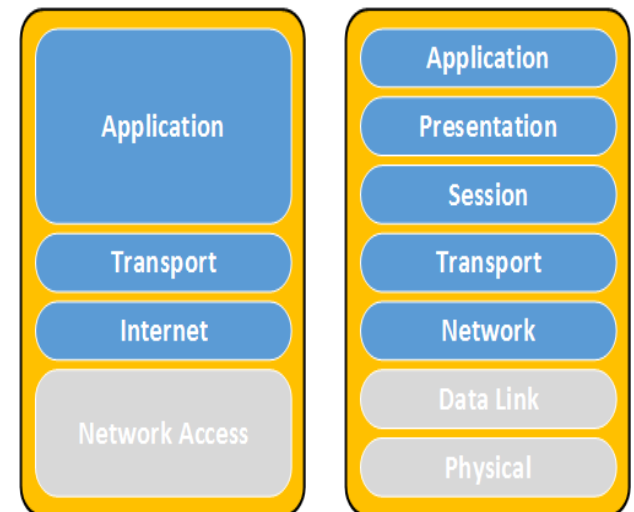 Application
Transport
Internet
Network Access
Application
Presentation
Session
Transport
Network
Data Link
Physical